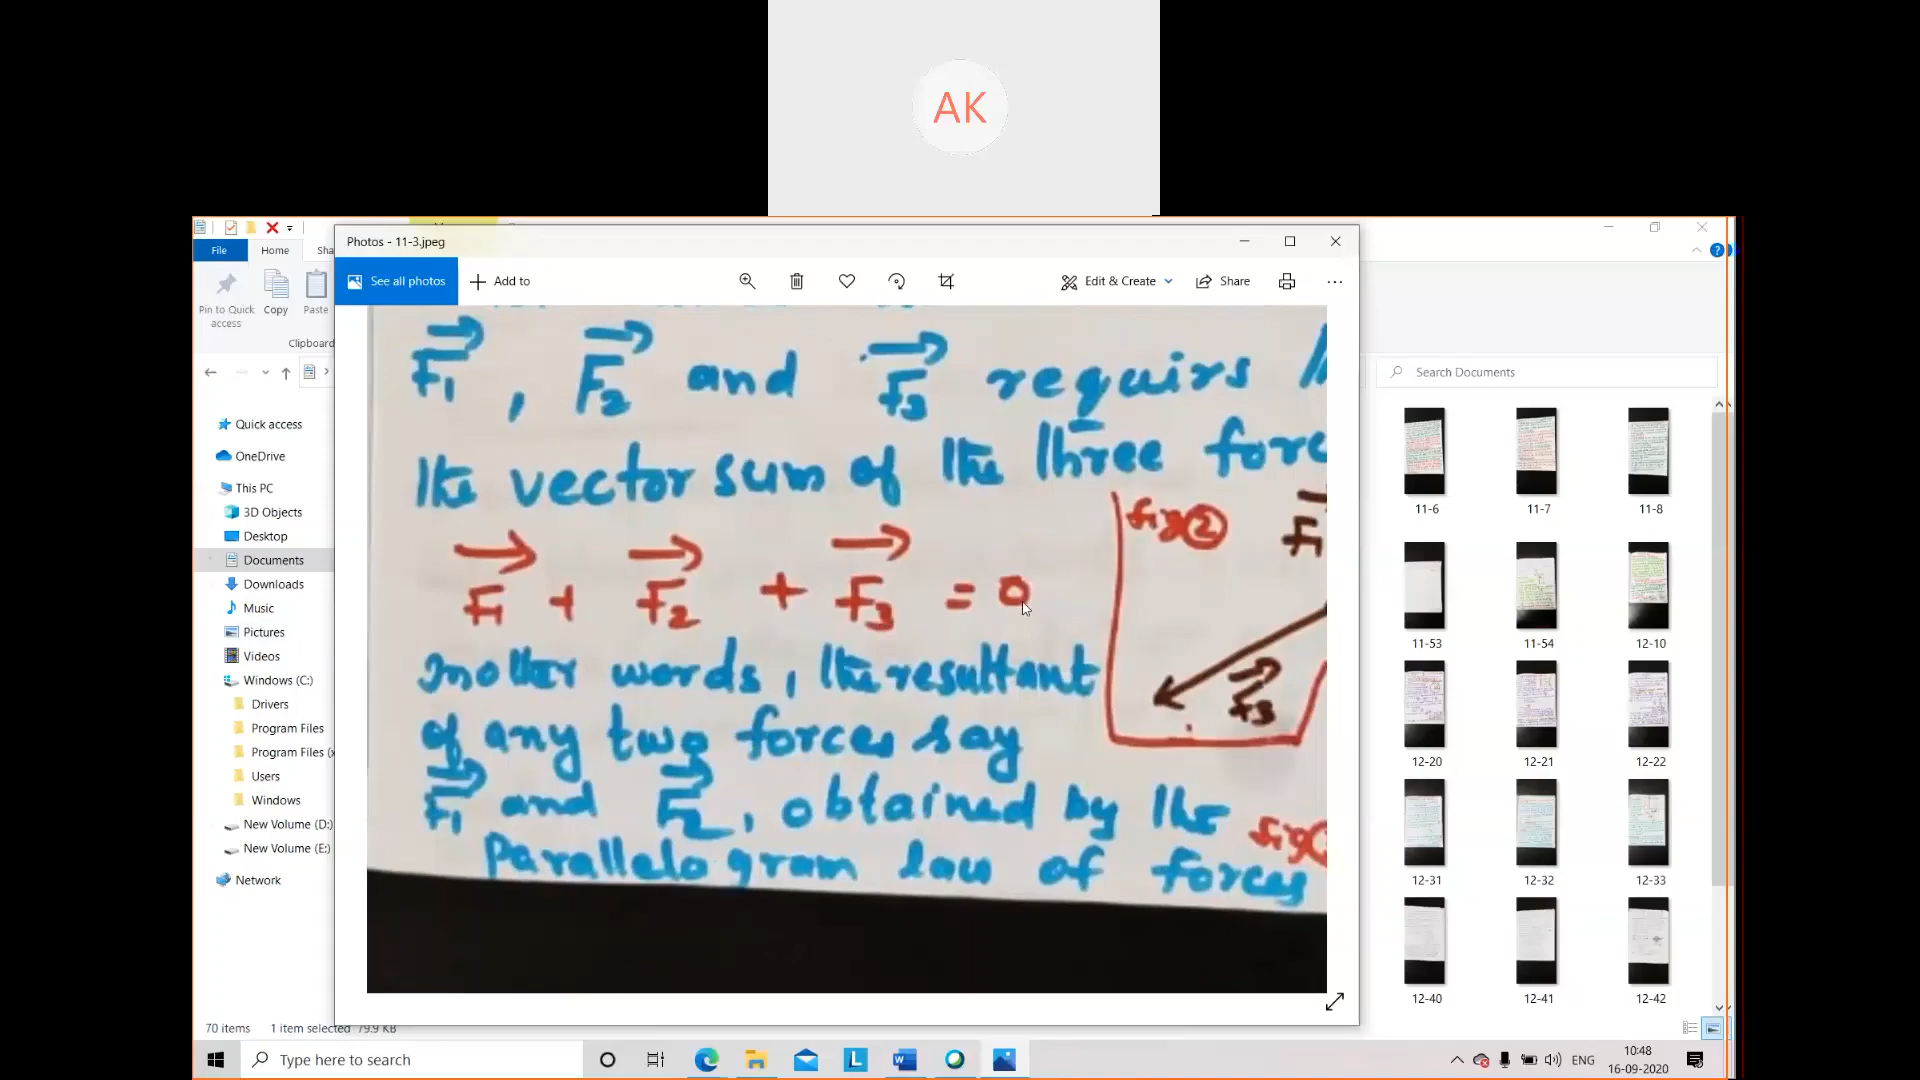 AK
File
Home
Sha
Pin to Quick access
Copy
Paste
Clipboard
Photos - 11-3.jpeg
See all photos
Add to
Edit & Create
Share
F1, F2 and F3 requirs
the vector sum of the three forc
fig 2
F1
F1 + F2 + F3 = 0
In other words, the resultant
F3
of any two forces say
F1 and F2, obtained by the fig
Parallelogram law of forces
Quick access
OneDrive
This PC
3D Objects
Desktop
Documents
Downloads
Music
Pictures
Videos
Windows (C:)
Drivers
Program Files
Program Files (x
Users
Windows
New Volume (D:)
New Volume (E:)
Network
Search Documents
11-6 11-7 11-8
11-53 11-54 12-10
12-20 12-21 12-22
12-31 12-32 12-33
12-40 12-41 12-42
70 items 1 item selected 79.9 KB
Type here to search
ENG
10:48
16-09-2020